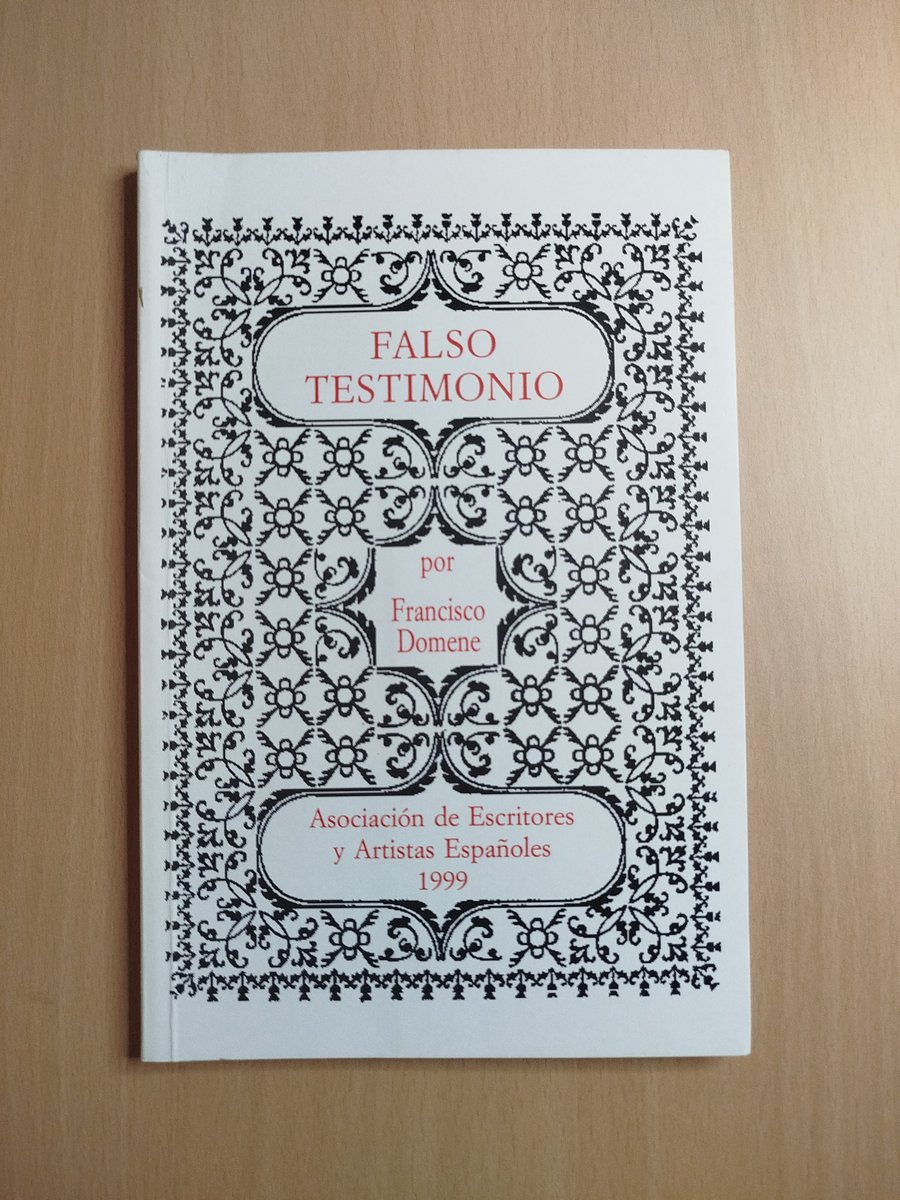 FALSO
TESTIMONIO
por
Francisco
Domene
Asociación de Escritores
y Artistas Españoles
1999